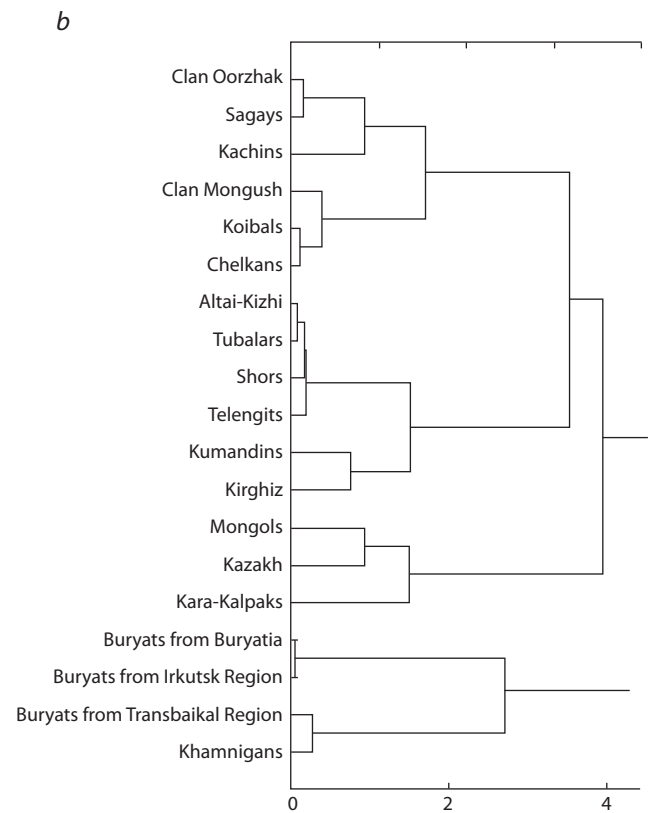 b
Clan Oorzhak
Sagays
Kachins
Clan Mongush
Koibals
Chelkans
Altai-Kizhi
Tubalars
Shors
Telengits
Kumandins
Kirghiz
Mongols
Kazakh
Kara-Kalpaks
Buryats from Buryatia
Buryats from Irkutsk Region
Buryats from Transbaikal Region
Khamnigans
0 2 4